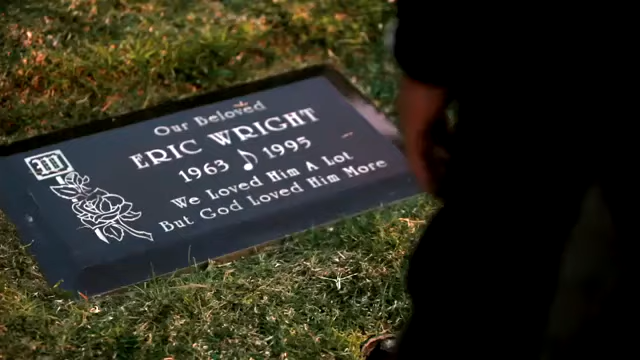 Our Beloved
ERIC WRIGHT
1963 1995
We Loved Him A Lot
But God Loved Him More
W